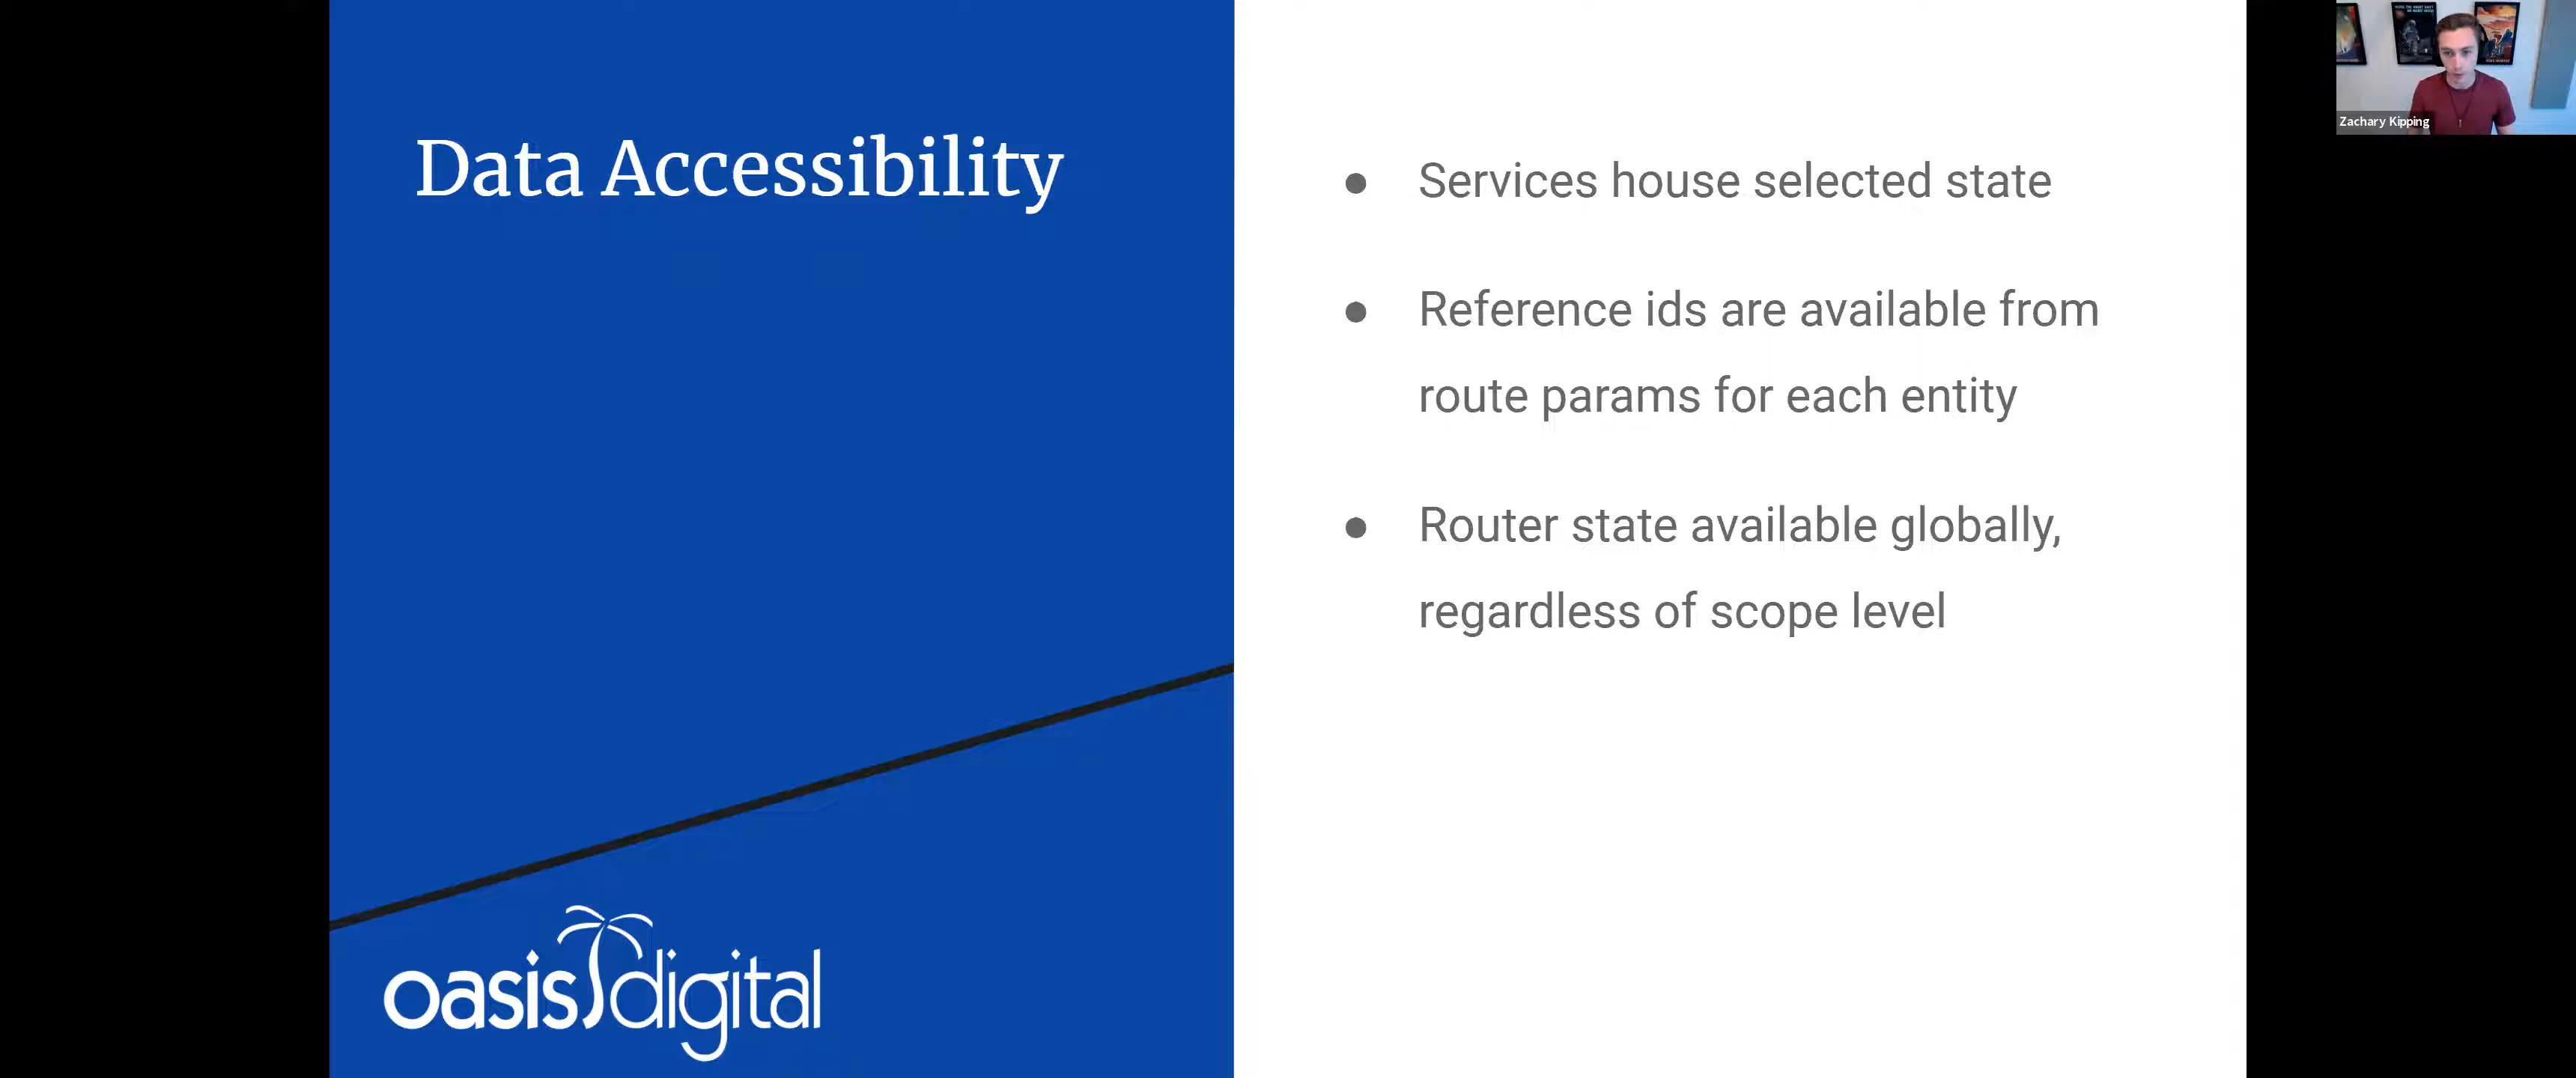 Data Accessibility
Services house selected state
Reference ids are available from
route params for each entity
Router state available globally,
regardless of scope level
oasis digital
Zachary Kipping